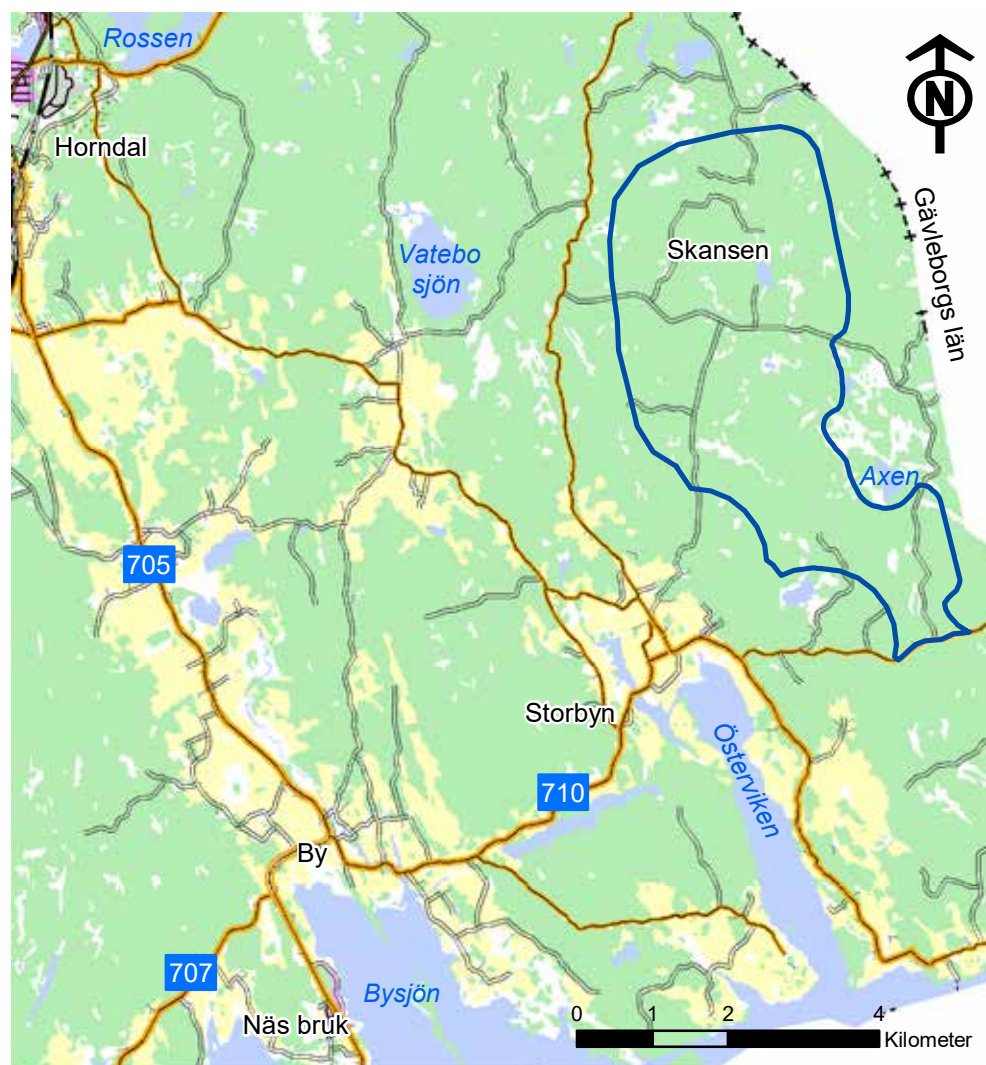 Rossen
N
Horndal
Gävleborgs län
Skansen
Vatebo
sjön
Axen
705
Storbyn
Österviken
710
By
707
Bysjön
Näs bruk
0 1 2 4
Kilometer